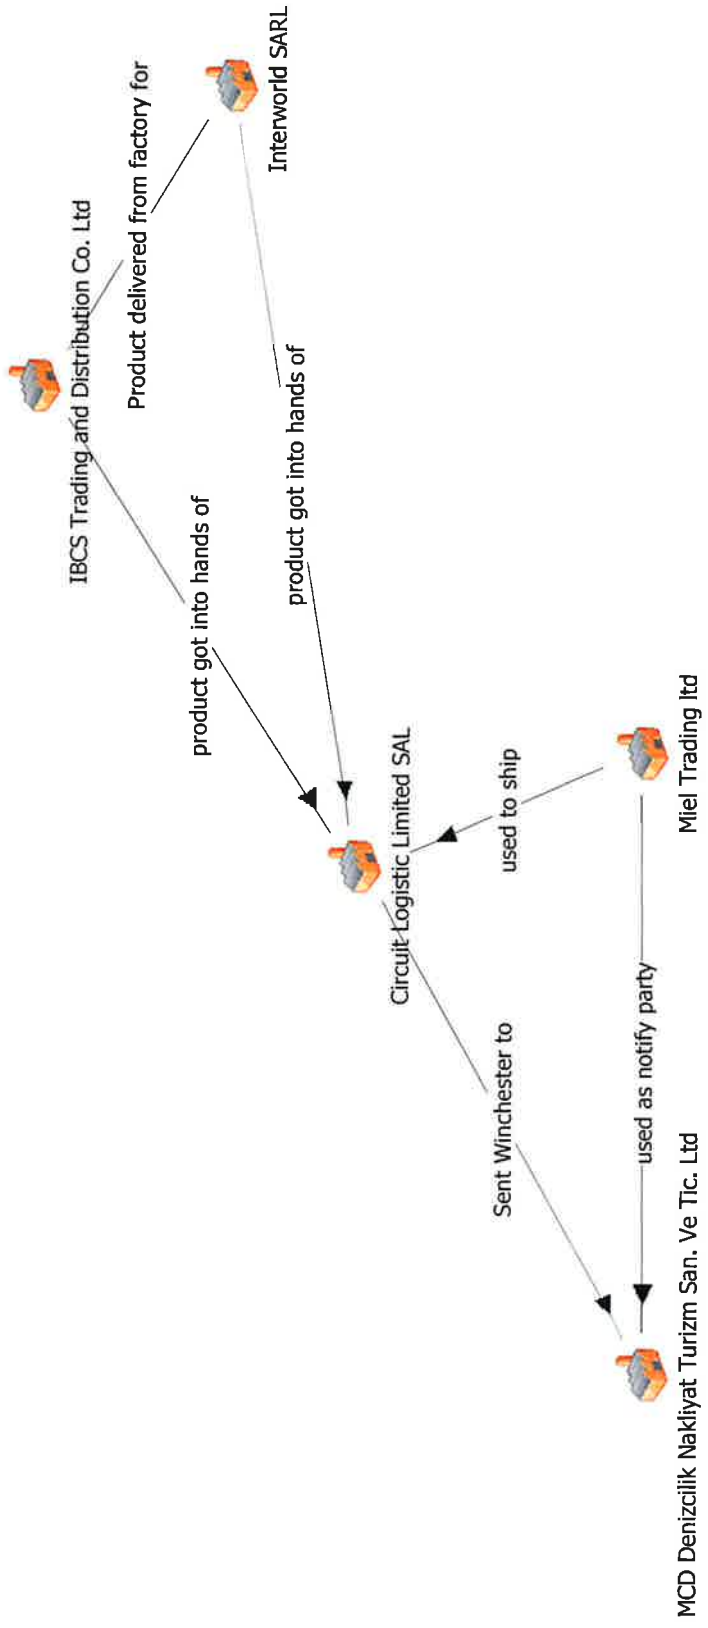 IBCS Trading and Distribution Co. Ltd
Product delivered from factory for
Interworld SARL
product got into hands of
product got into hands of
Circuit Logistic Limited SAL
used to ship
Miel Trading ltd
Sent Winchester to
used as notify party
MCD Denizcilik Nakliyat Turizm San. Ve Tic. Ltd